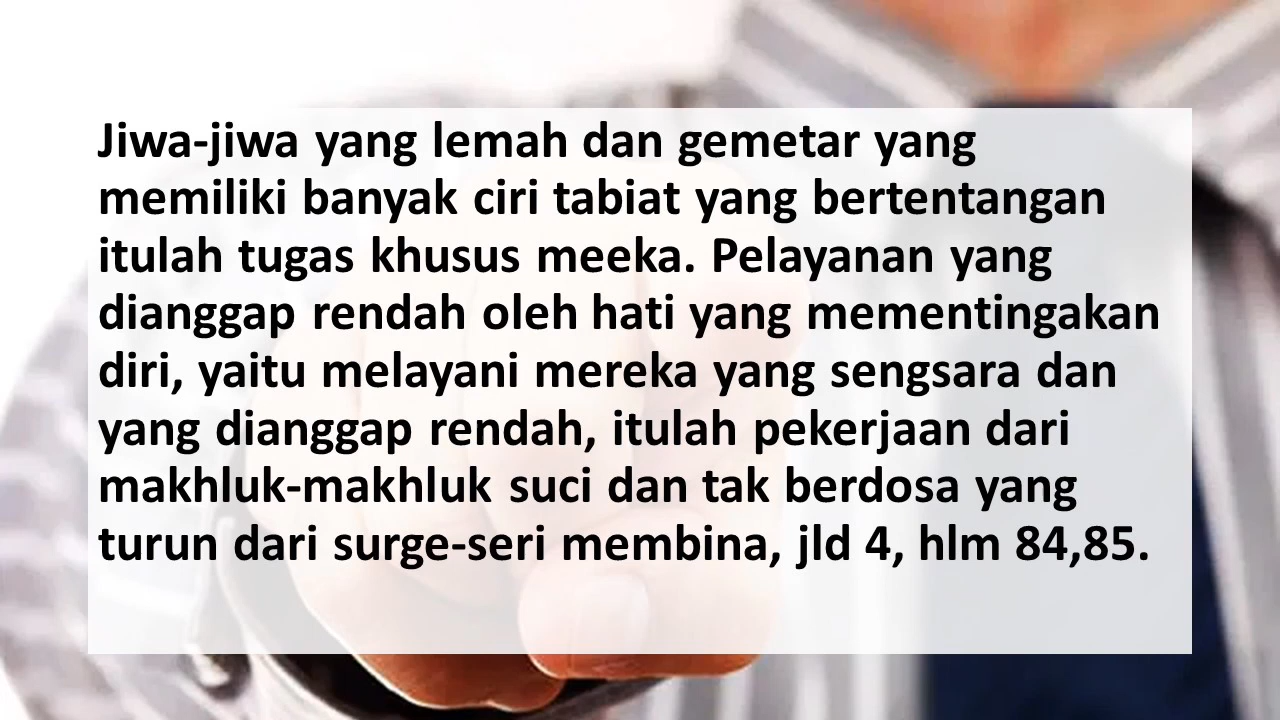 Jiwa-jiwa yang lemah dan gemetar yang
memiliki banyak ciri tabiat yang bertentangan
itulah tugas khusus meeka. Pelayanan yang
dianggap rendah oleh hati yang mementingakan
diri, yaitu melayani mereka yang sengsara dan
yang dianggap rendah, itulah pekerjaan dari
makhluk-makhluk suci dan tak berdosa yang
turun dari surge-seri membina, jld 4, hlm 84,85.